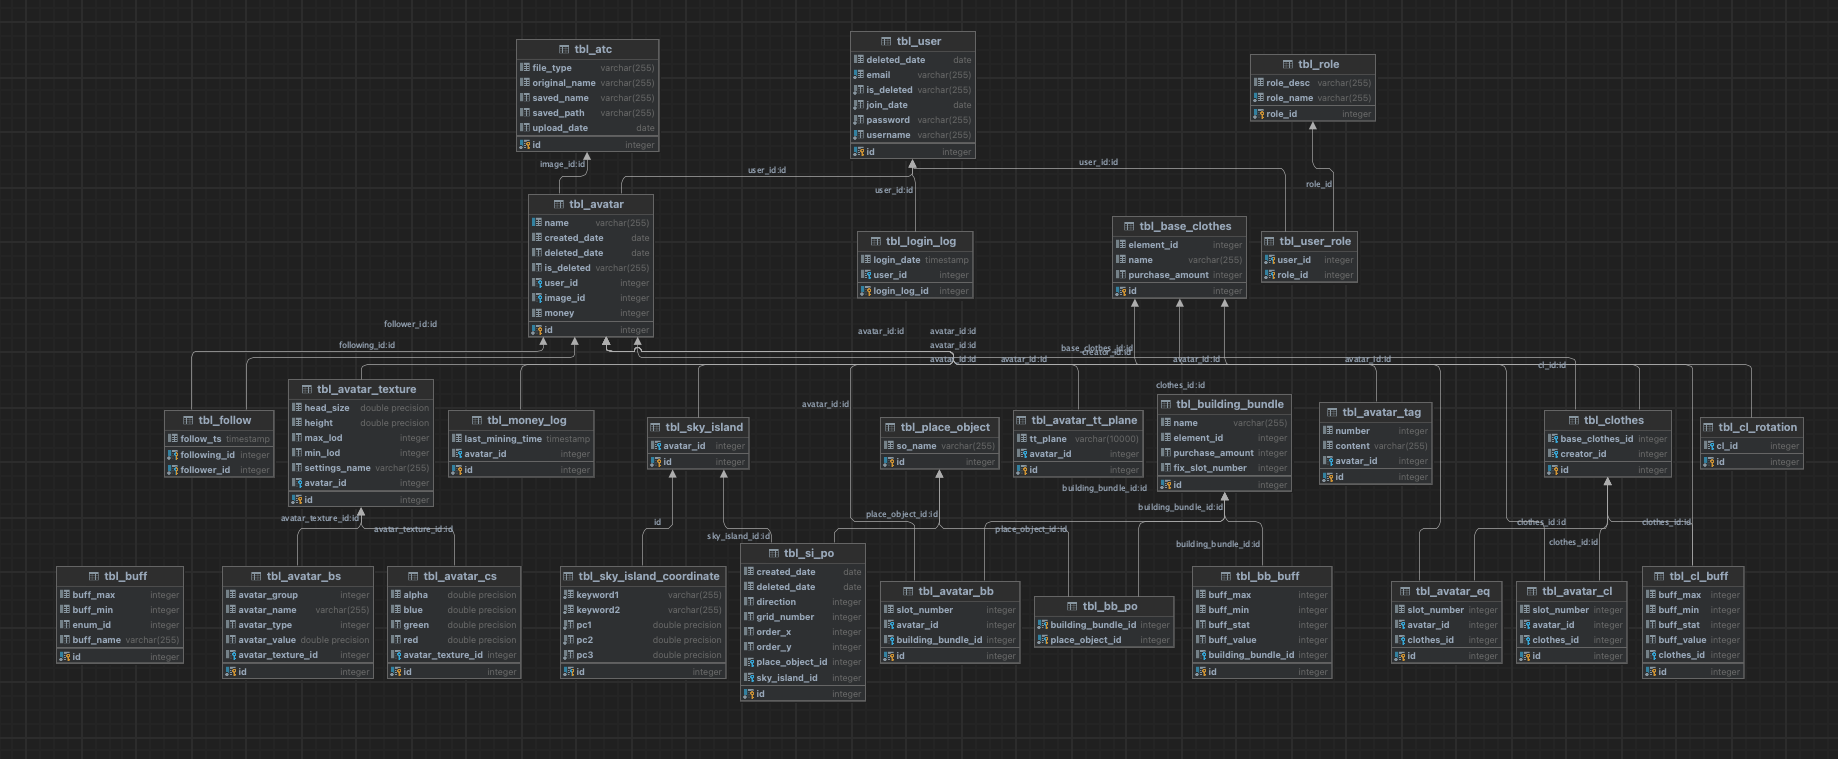 tbl_atc
file_type varchar(255)
original_name varchar(255)
saved_name varchar(255)
saved_path varchar(255)
upload_date date
id integer
tbl_user
deleted_date date
email varchar(255)
is_deleted varchar(255)
join_date date
password varchar(255)
username varchar(255)
id integer
tbl_role
role_desc varchar(255)
role_name varchar(255)
role_id integer
image_id:id
user_id:id
user_id:id
user_id:id
role_id
tbl_avatar
name varchar(255)
created_date date
deleted_date date
is_deleted varchar(255)
user_id integer
image_id integer
money integer
id integer
tbl_login_log
login_date timestamp
user_id integer
login_log_id integer
tbl_base_clothes
element_id integer
name varchar(255)
purchase_amount integer
id integer
tbl_user_role
user_id integer
role_id integer
follower_id:id
following_id:id
avatar_id:id
avatar_id:id
avatar_id:id
avatar_id:id
avatar_id:id
base_clothes_id:id
creator_id:id
avatar_id:id
avatar_id:id
cl_id:id
clothes_id:id
avatar_id:id
tbl_follow
follow_ts timestamp
following_id integer
follower_id integer
tbl_avatar_texture
head_size double precision
height double precision
max_lod integer
min_lod integer
settings_name varchar(255)
avatar_id integer
id integer
tbl_money_log
last_mining_time timestamp
avatar_id integer
id integer
tbl_sky_island
avatar_id integer
id integer
tbl_place_object
so_name varchar(255)
id integer
tbl_avatar_tt_plane
tt_plane varchar(10000)
avatar_id integer
id integer
tbl_building_bundle
name varchar(255)
element_id integer
purchase_amount integer
fix_slot_number integer
id integer
tbl_avatar_tag
number integer
content varchar(255)
avatar_id integer
id integer
tbl_clothes
base_clothes_id integer
creator_id integer
id integer
tbl_cl_rotation
cl_id integer
id integer
avatar_texture_id:id
avatar_texture_id:id
id
sky_island_id:id
place_object_id:id
place_object_id:id
building_bundle_id:id
building_bundle_id:id
building_bundle_id:id
clothes_id:id
clothes_id:id
clothes_id:id
tbl_buff
buff_max integer
buff_min integer
enum_id integer
buff_name varchar(255)
id integer
tbl_avatar_bs
avatar_group integer
avatar_name varchar(255)
avatar_type integer
avatar_value double precision
avatar_texture_id integer
id integer
tbl_avatar_cs
alpha double precision
blue double precision
green double precision
red double precision
avatar_texture_id integer
id integer
tbl_sky_island_coordinate
keyword1 varchar(255)
keyword2 varchar(255)
pc1 double precision
pc2 double precision
pc3 double precision
id integer
tbl_si_po
created_date date
deleted_date date
direction integer
grid_number integer
order_x integer
order_y integer
place_object_id integer
sky_island_id integer
id integer
tbl_avatar_bb
slot_number integer
avatar_id integer
building_bundle_id integer
id integer
tbl_bb_po
building_bundle_id integer
place_object_id integer
tbl_bb_buff
buff_max integer
buff_min integer
buff_stat integer
buff_value integer
building_bundle_id integer
id integer
tbl_avatar_eq
slot_number integer
avatar_id integer
clothes_id integer
id integer
tbl_avatar_cl
slot_number integer
avatar_id integer
clothes_id integer
id integer
tbl_cl_buff
buff_max integer
buff_min integer
buff_stat integer
buff_value integer
clothes_id integer
id integer